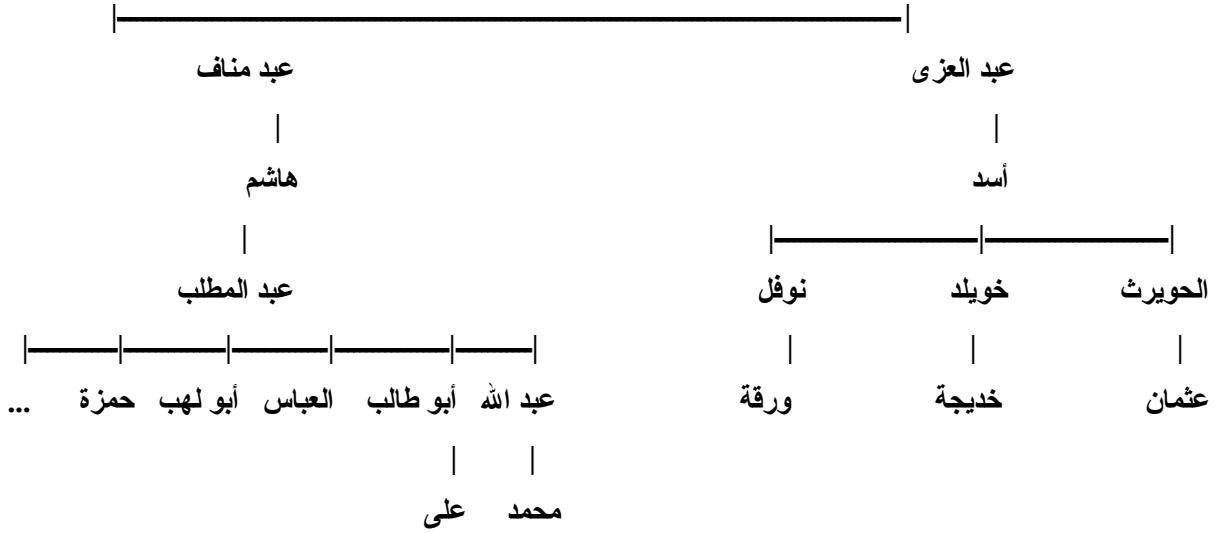 عبد العزى عبد مناف
أسد هاشم
الحويرث خويلد نوفل عبد المطلب
عثمان خديجة ورقة عبد الله أبو طالب العباس أبو لهب حمزة ...
محمد على